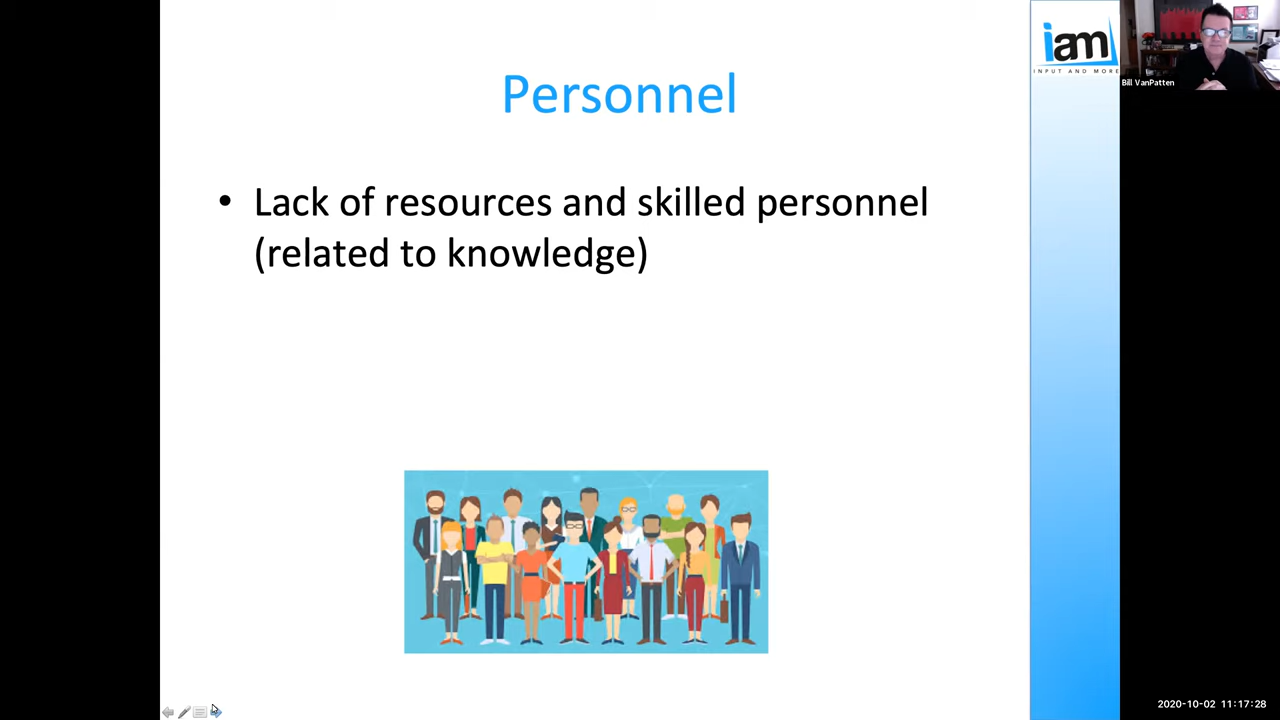 Personnel
• Lack of resources and skilled personnel
(related to knowledge)
iam
INPUT AND MORE
Bill VanPatten
2020-10-02 11:17:28